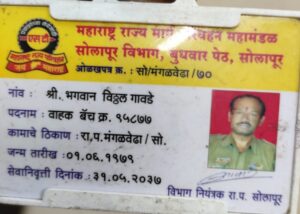 महाराष्ट्र राज्य मार्ग परिवहन महामंडळ
सोलापूर विभाग, बुधवार पेठ, सोलापूर
ओळखपत्र क्र. : सो/मंगळवेढा/७०
नांव : श्री. भगवान विठ्ठल गावडे
पदनाम : वाहक बॅच क्र. ९५८७७
कामाचे ठिकाण : रा.प.मंगळवेढा / सो.
जन्म तारीख : ०१.०६.१९७९
सेवानिवृत्ती दिनांक : ३१.०५.२०३७
विभाग नियंत्रक रा.प. सोलापूर